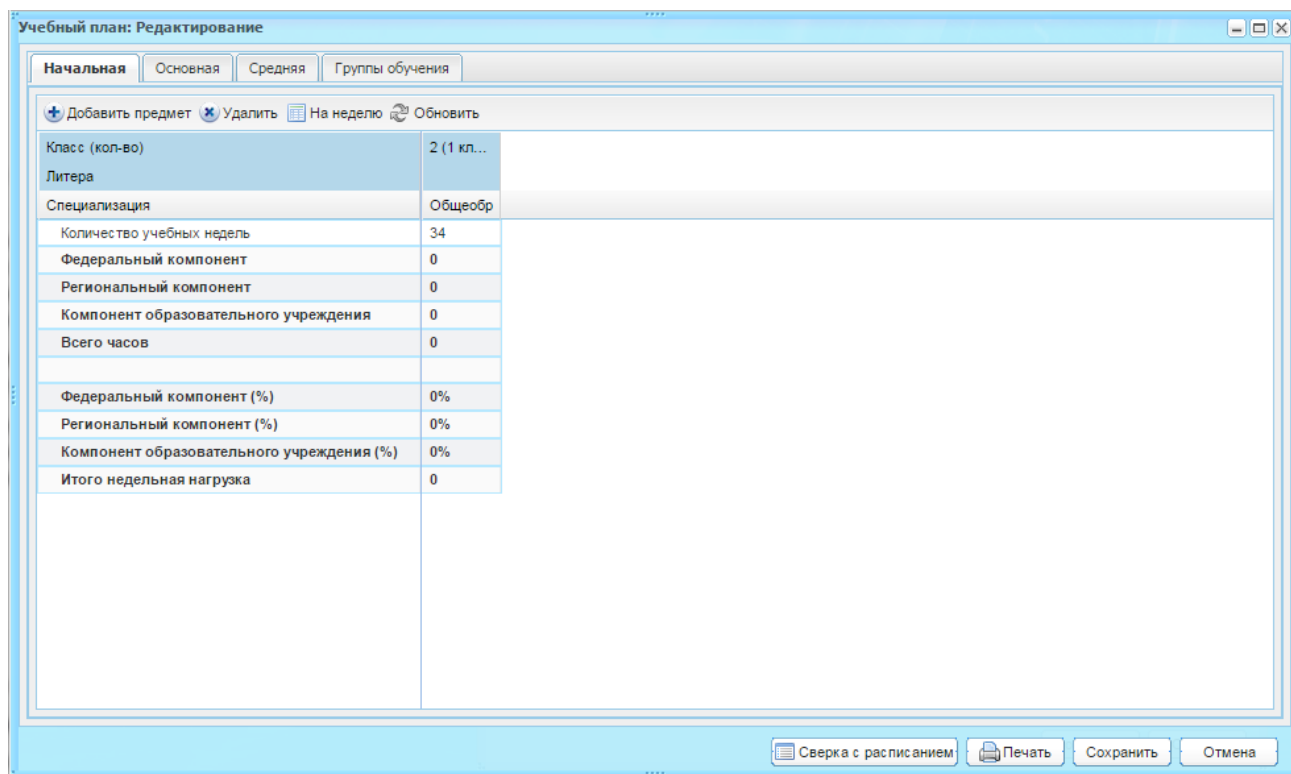 Учебный план: Редактирование
Начальная Основная Средняя Группы обучения
Добавить предмет Удалить На неделю Обновить
Класс (кол-во) 2 (1 кл...
Литера
Специализация Общеобр
Количество учебных недель 34
Федеральный компонент 0
Региональный компонент 0
Компонент образовательного учреждения 0
Всего часов 0
Федеральный компонент (%) 0%
Региональный компонент (%) 0%
Компонент образовательного учреждения (%) 0%
Итого недельная нагрузка 0
Сверка с расписанием Печать Сохранить Отмена